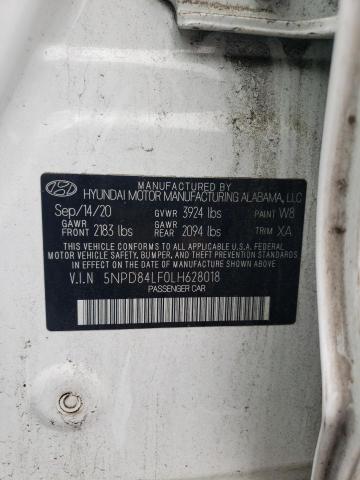 MANUFACTURED BY
HYUNDAI MOTOR MANUFACTURING ALABAMA, LLC
Sep/14/20 GVWR 3924 lbs PAINT W8
GAWR FRONT 2183 lbs GAWR REAR 2094 lbs TRIM XA
THIS VEHICLE CONFORMS TO ALL APPLICABLE U.S. FEDERAL
MOTOR VEHICLE SAFETY, BUMPER, AND THEFT PREVENTION
STANDARDS IN EFFECT ON THE DATE OF MANUFACTURE SHOWN ABOVE.
V.I.N 5NPD84LF0LH628018
PASSENGER CAR